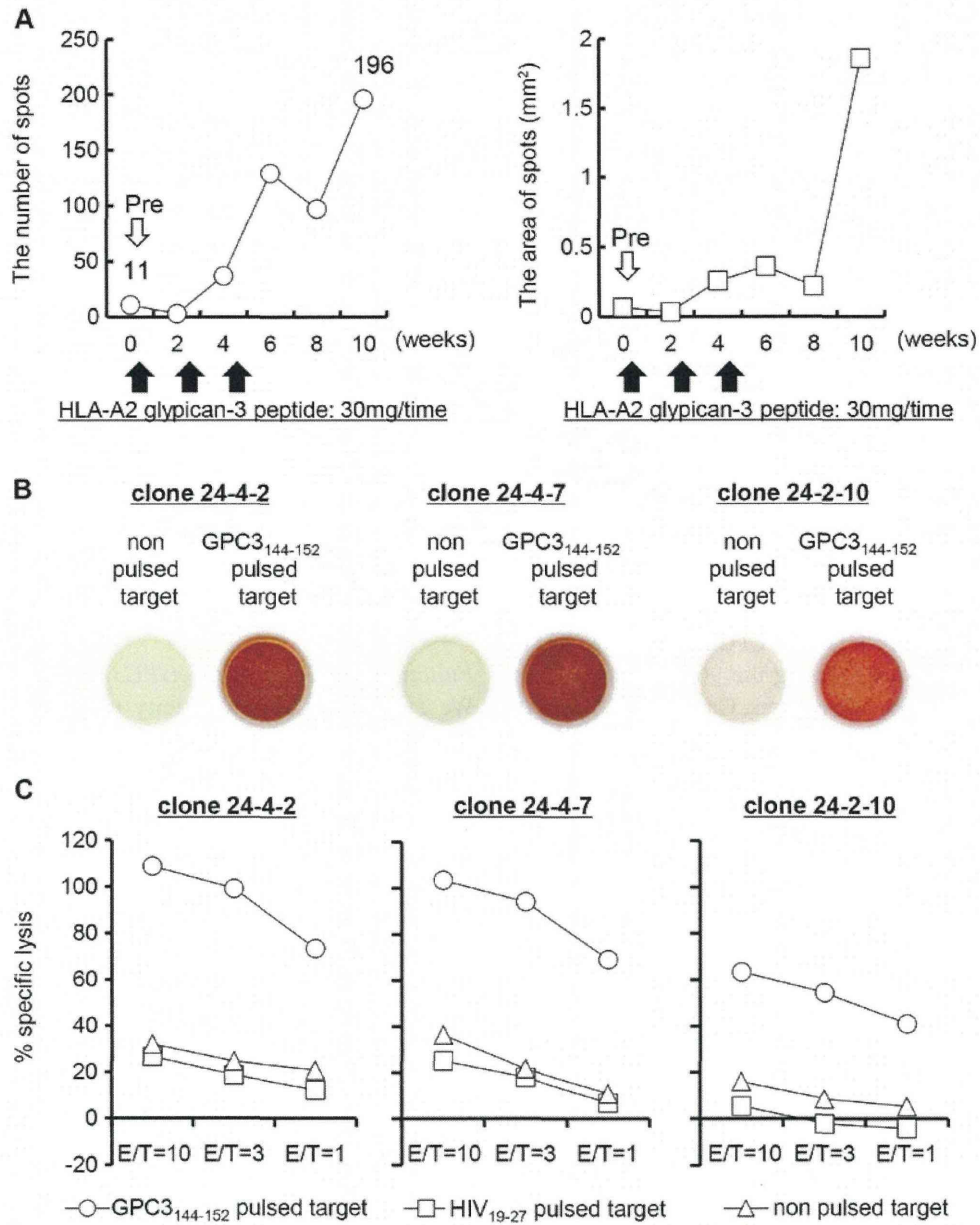 A
The number of spots
250
200
150
100
50
0
196
Pre
11
0 2 4 6 8 10 (weeks)
HLA-A2 glypican-3 peptide: 30mg/time
The area of spots (mm²)
2
1.5
1
0.5
0
Pre
0 2 4 6 8 10 (weeks)
HLA-A2 glypican-3 peptide: 30mg/time
B
clone 24-4-2
non pulsed target
GPC3144-152 pulsed target
clone 24-4-7
non pulsed target
GPC3144-152 pulsed target
clone 24-2-10
non pulsed target
GPC3144-152 pulsed target
C
% specific lysis
clone 24-4-2
120
100
80
60
40
20
0
-20
E/T=10 E/T=3 E/T=1
clone 24-4-7
E/T=10 E/T=3 E/T=1
clone 24-2-10
E/T=10 E/T=3 E/T=1
GPC3144-152 pulsed target
HIV19-27 pulsed target
non pulsed target